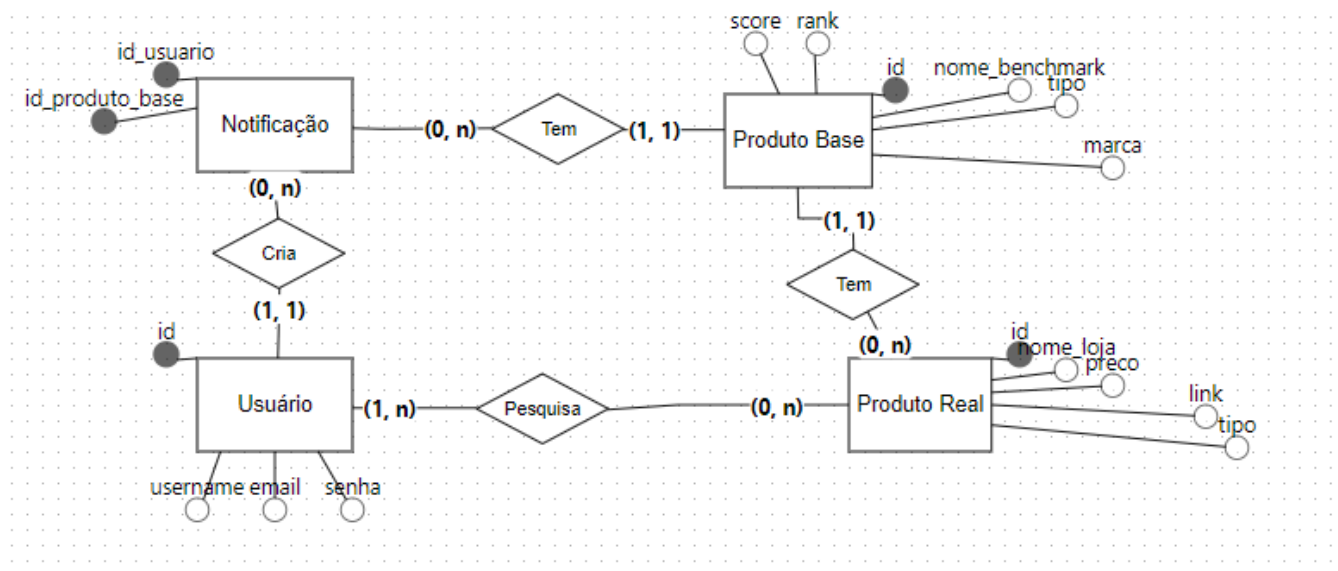 score rank
id_usuario
id
nome_benchmark
tipo
id_produto_base
Notificação
(0, n)
Tem
(1, 1)
Produto Base
marca
(0, n)
(1, 1)
Cria
Tem
(1, 1)
id
(0, n)
id
nome_loja
preco
Usuário
(1, n)
Pesquisa
(0, n)
Produto Real
link
tipo
username email senha